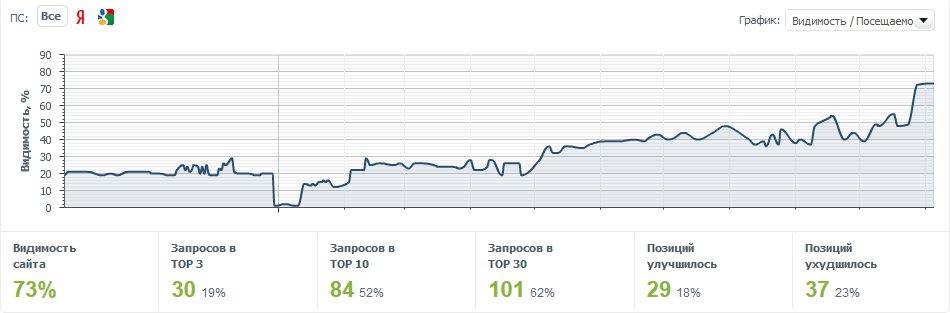 ПС: Все Я g График: Видимость / Посещаемо
Видимость, %
90
80
70
60
50
40
30
20
10
0
Видимость сайта
73%
Запросов в TOP 3
30 19%
Запросов в TOP 10
84 52%
Запросов в TOP 30
101 62%
Позиций улучшилось
29 18%
Позиций ухудшилось
37 23%